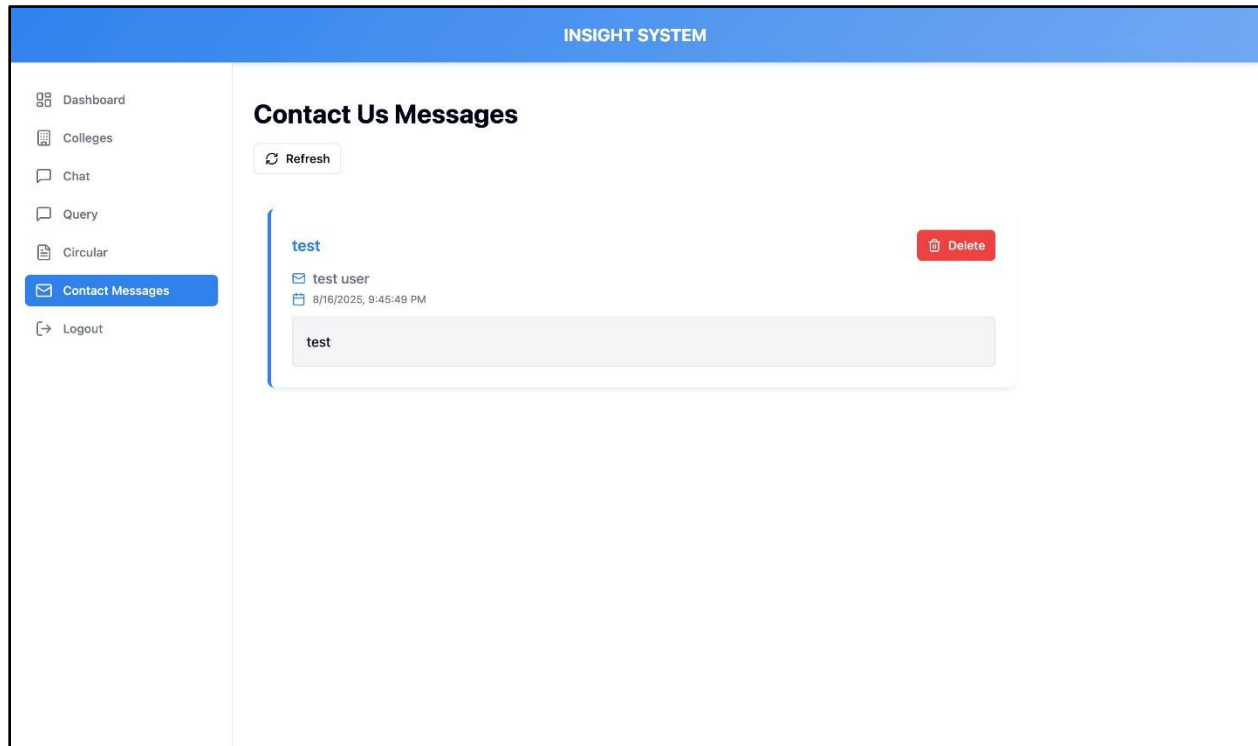 INSIGHT SYSTEM
Dashboard
Colleges
Chat
Query
Circular
Contact Messages
Logout
Contact Us Messages
Refresh
test
Delete
test user
8/16/2025, 9:45:49 PM
test